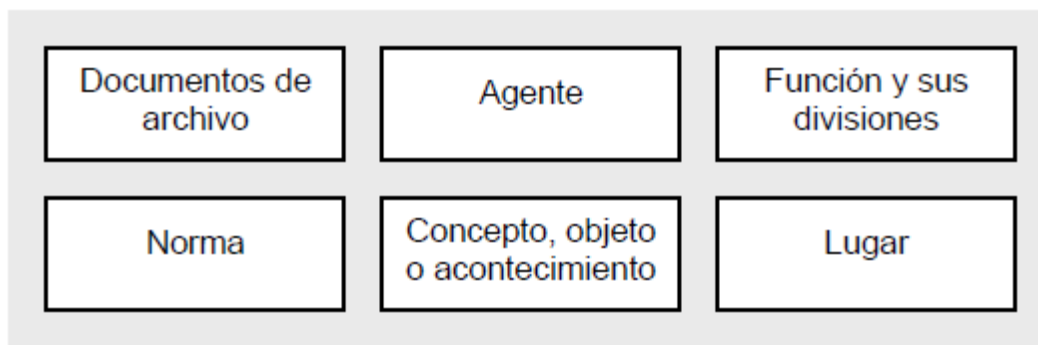 Documentos de
archivo
Agente
Función y sus
divisiones
Norma
Concepto, objeto
o acontecimiento
Lugar